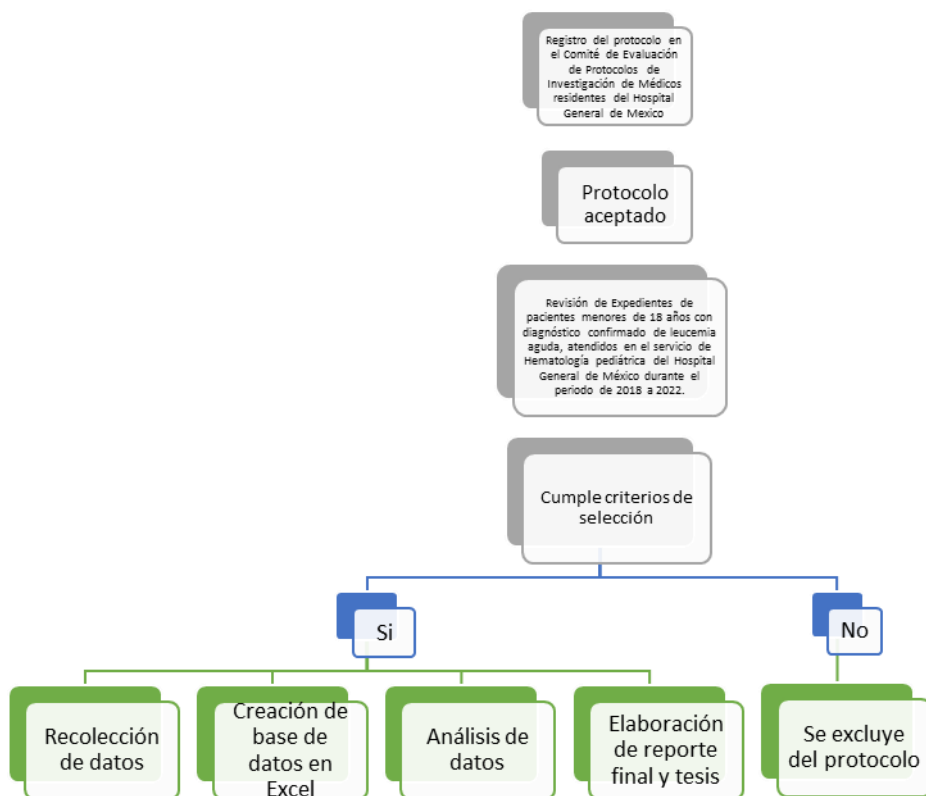 Registro del protocolo en
el Comité de Evaluación
de Protocolos de
Investigación de Médicos
residentes del Hospital
General de Mexico
Protocolo
aceptado
Revisión de Expedientes de
pacientes menores de 18 años con
diagnóstico confirmado de leucemia
aguda, atendidos en el servicio de
Hematología pediátrica del Hospital
General de México durante el
periodo de 2018 a 2022.
Cumple criterios de
selección
Si
No
Recolección
de datos
Creación de
base de
datos en
Excel
Análisis de
datos
Elaboración
de reporte
final y tesis
Se excluye
del protocolo